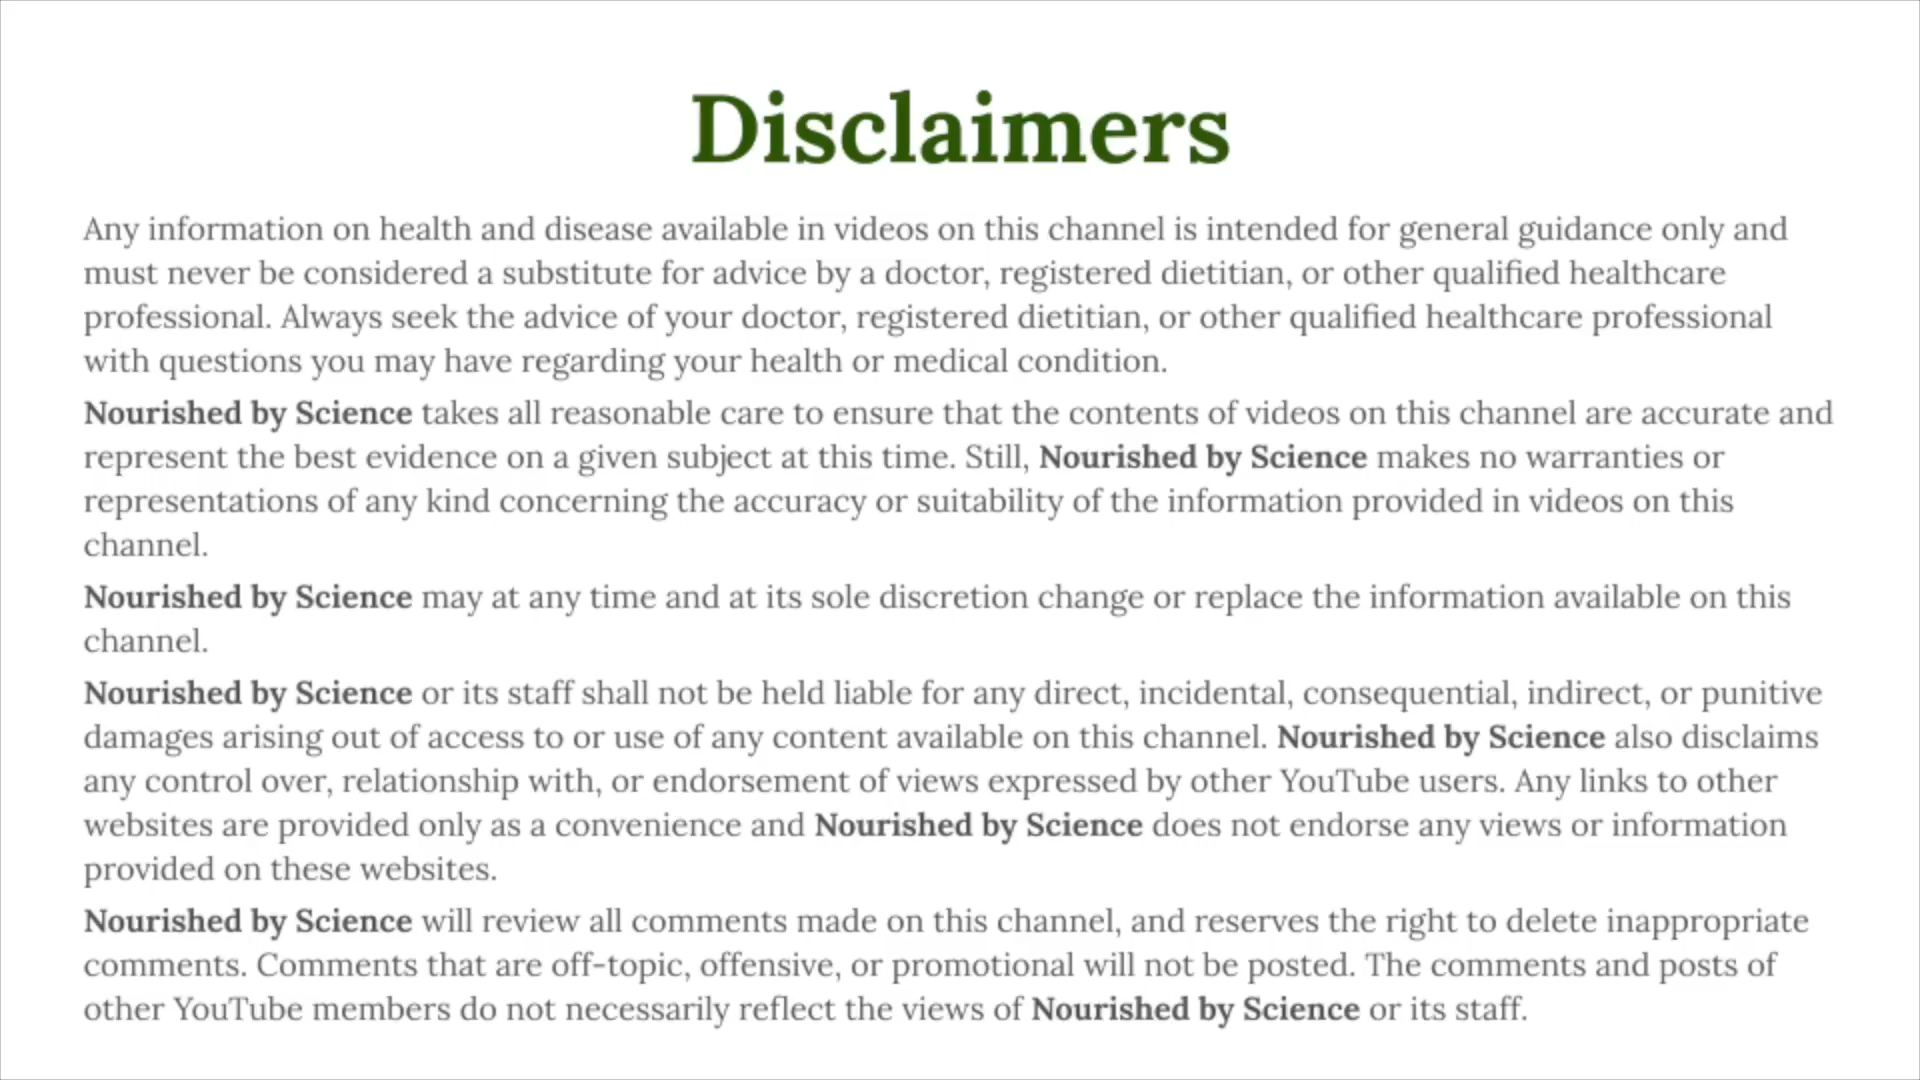 Disclaimers
Any information on health and disease available in videos on this channel is intended for general guidance only and
must never be considered a substitute for advice by a doctor, registered dietitian, or other qualified healthcare
professional. Always seek the advice of your doctor, registered dietitian, or other qualified healthcare professional
with questions you may have regarding your health or medical condition.
Nourished by Science takes all reasonable care to ensure that the contents of videos on this channel are accurate and
represent the best evidence on a given subject at this time. Still, Nourished by Science makes no warranties or
representations of any kind concerning the accuracy or suitability of the information provided in videos on this
channel.
Nourished by Science may at any time and at its sole discretion change or replace the information available on this
channel.
Nourished by Science or its staff shall not be held liable for any direct, incidental, consequential, indirect, or punitive
damages arising out of access to or use of any content available on this channel. Nourished by Science also disclaims
any control over, relationship with, or endorsement of views expressed by other YouTube users. Any links to other
websites are provided only as a convenience and Nourished by Science does not endorse any views or information
provided on these websites.
Nourished by Science will review all comments made on this channel, and reserves the right to delete inappropriate
comments. Comments that are off-topic, offensive, or promotional will not be posted. The comments and posts of
other YouTube members do not necessarily reflect the views of Nourished by Science or its staff.